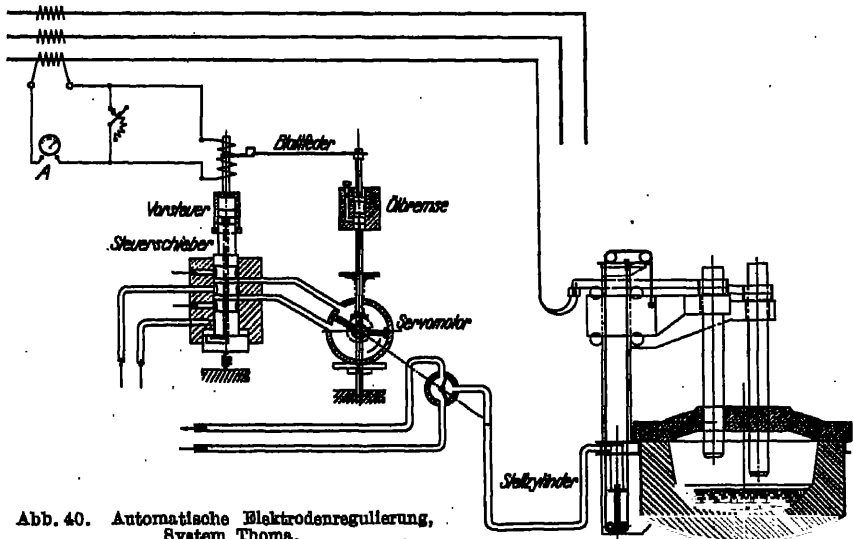 A
Blattfeder
Vorsteuer
Ölbremse
Steuerschieber
Servomotor
Stellzylinder
Abb. 40. Automatische Elektrodenregulierung,
System Thoma.